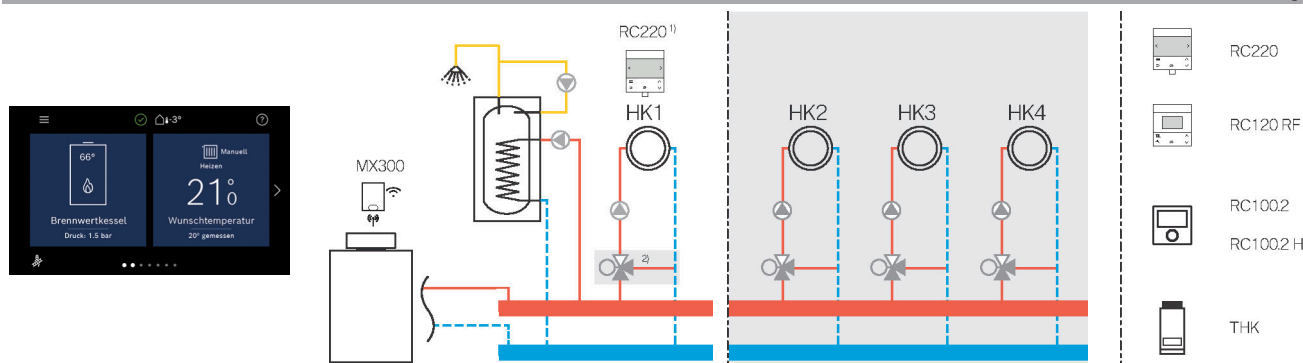 -3°
?
66°
Brennwertkessel
Druck: 1.5 bar
Manuell
Heizen
21°
0
Wunschtemperatur
20° gemessen
MX300
RC220 1)
HK1
2)
HK2
HK3
HK4
RC220
RC120 RF
RC100.2
RC100.2 H
THK